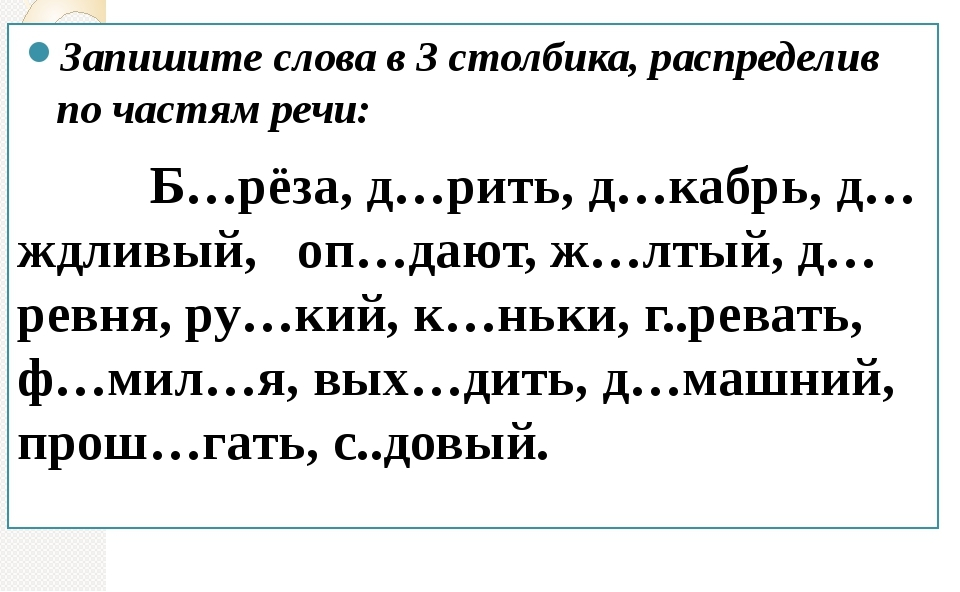 Запишите слова в 3 столбика, распределив
по частям речи:
Б…рёза, д…рить, д…кабрь, д…
ждливый, оп…дают, ж…лтый, д…
ревня, ру…кий, к…ньки, г..ревать,
ф…мил…я, вых…дить, д…машний,
прош…гать, с..довый.